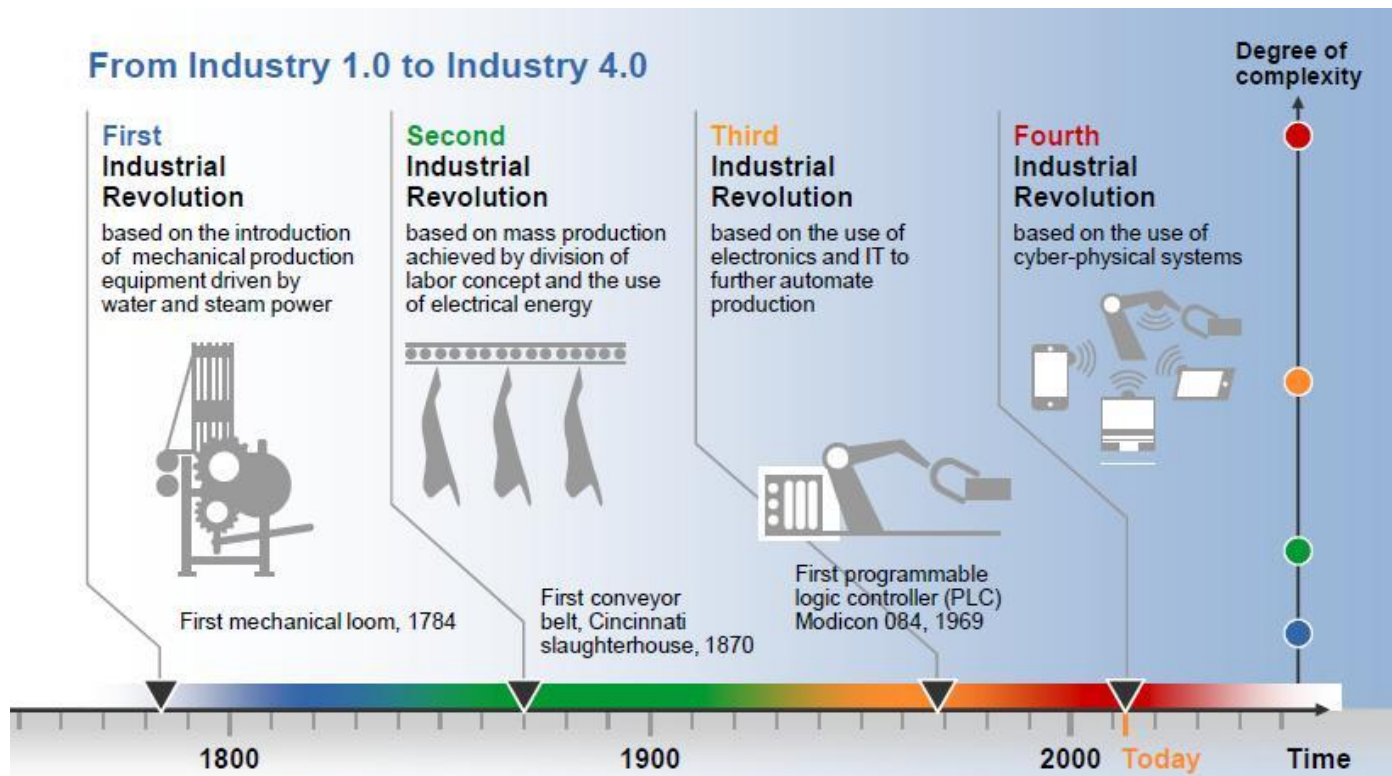 From Industry 1.0 to Industry 4.0
Degree of
complexity
First
Industrial
Revolution
based on the introduction
of mechanical production
equipment driven by
water and steam power
Second
Industrial
Revolution
based on mass production
achieved by division of
labor concept and the use
of electrical energy
Third
Industrial
Revolution
based on the use of
electronics and IT to
further automate
production
Fourth
Industrial
Revolution
based on the use of
cyber-physical systems
First mechanical loom, 1784
First conveyor
belt, Cincinnati
slaughterhouse, 1870
First programmable
logic controller (PLC)
Modicon 084, 1969
1800
1900
2000
Today
Time